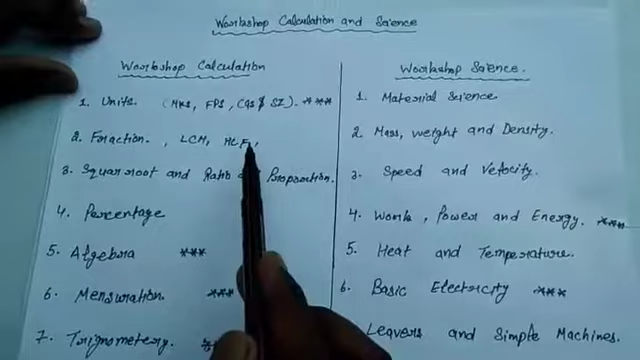 Workshop Calculation and Science
Workshop Calculation
1. Units. (MKS, FPS, CGS & SI). ***
2. Fraction. , LCM, HCF,
3. Squar root and Ratio Proportion.
4. Percentage
5. Algebra ***
6. Mensuration. ***
7. Trignometery.
Workshop Science.
1. Material Science.
2. Mass, weight and Density.
3. Speed and Velocity.
4. Work, Power and Energy. ***
5. Heat and Temperature.
6. Basic Electricity ***
Leavers and Simple Machines.